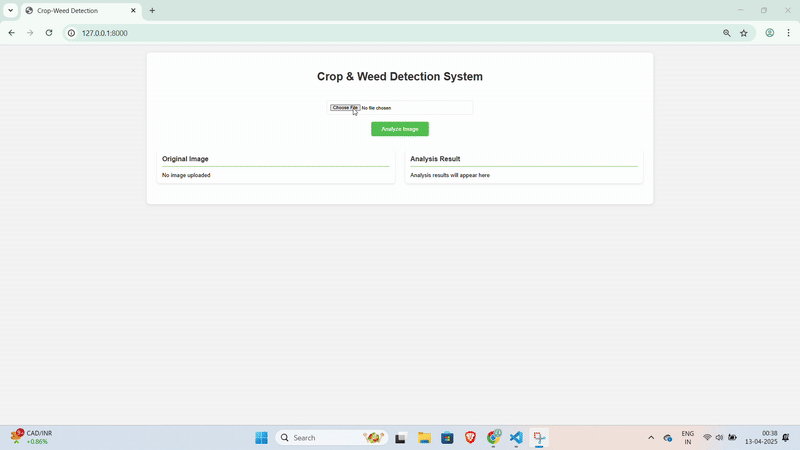 Crop-Weed Detection
127.0.0.1:8000
Crop & Weed Detection System
Choose File No file chosen
Analyze Image
Original Image
No image uploaded
Analysis Result
Analysis results will appear here
CAD/INR
+0.86%
Search
ENG
IN
00:38
13-04-2025